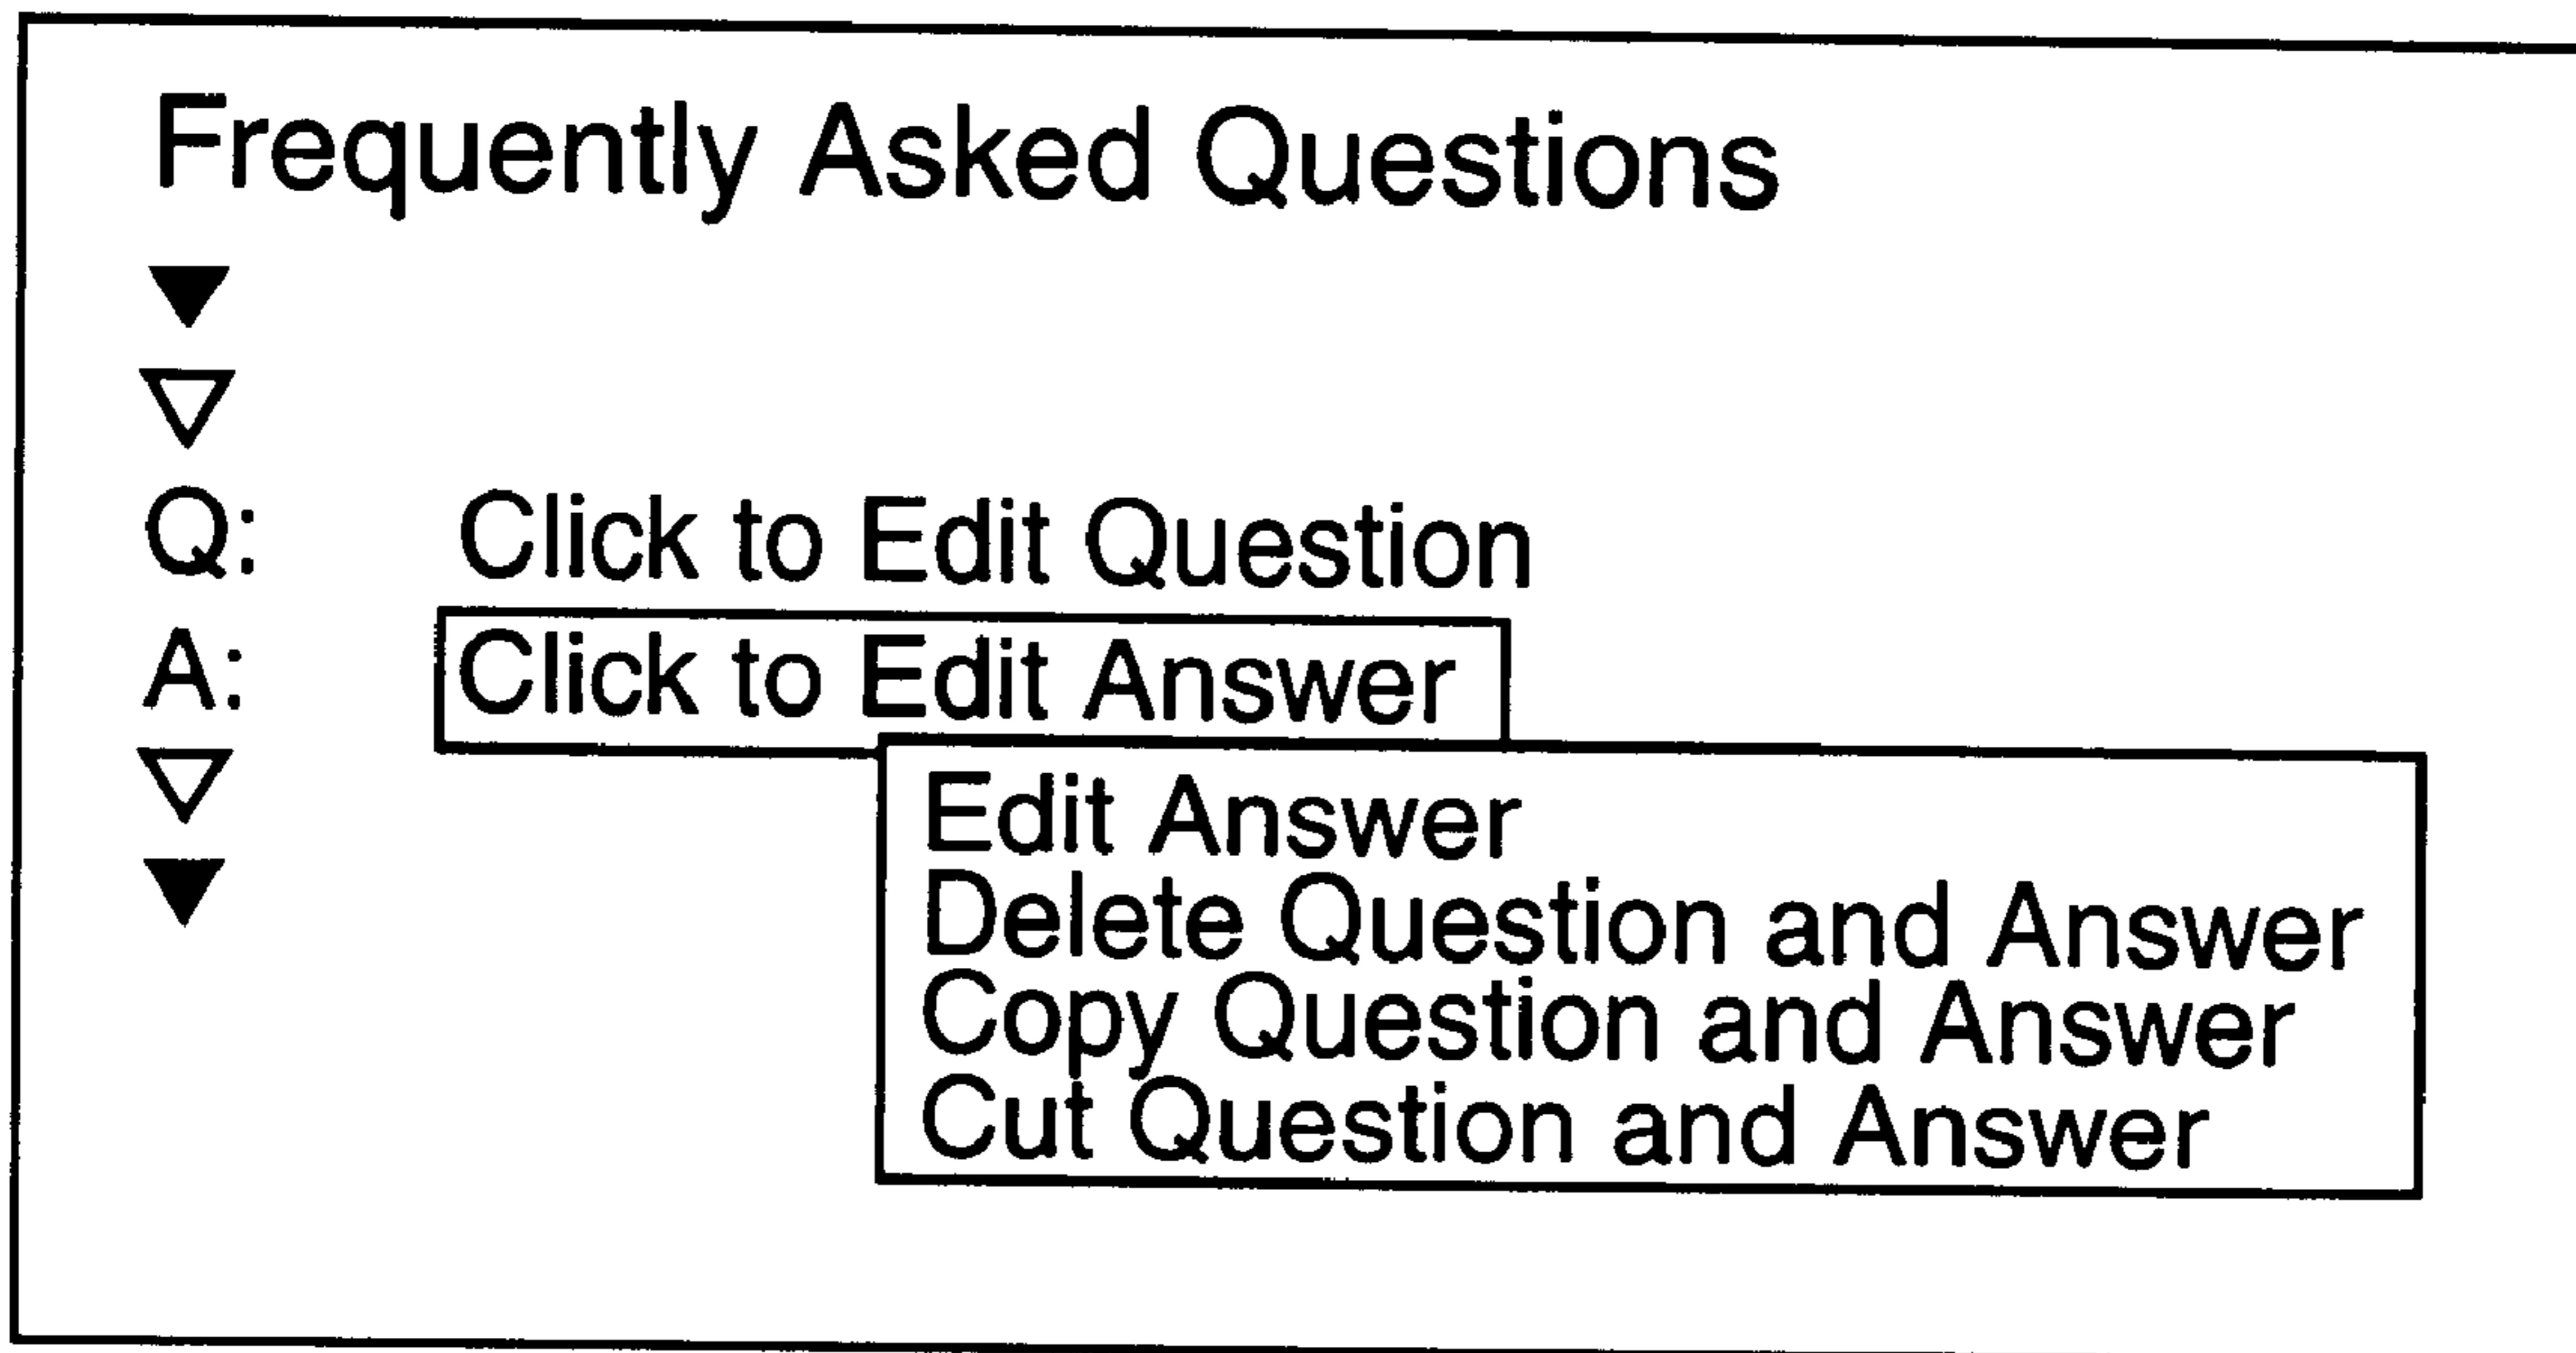 Frequently Asked Questions
Q: Click to Edit Question
A: Click to Edit Answer
Edit Answer
Delete Question and Answer
Copy Question and Answer
Cut Question and Answer